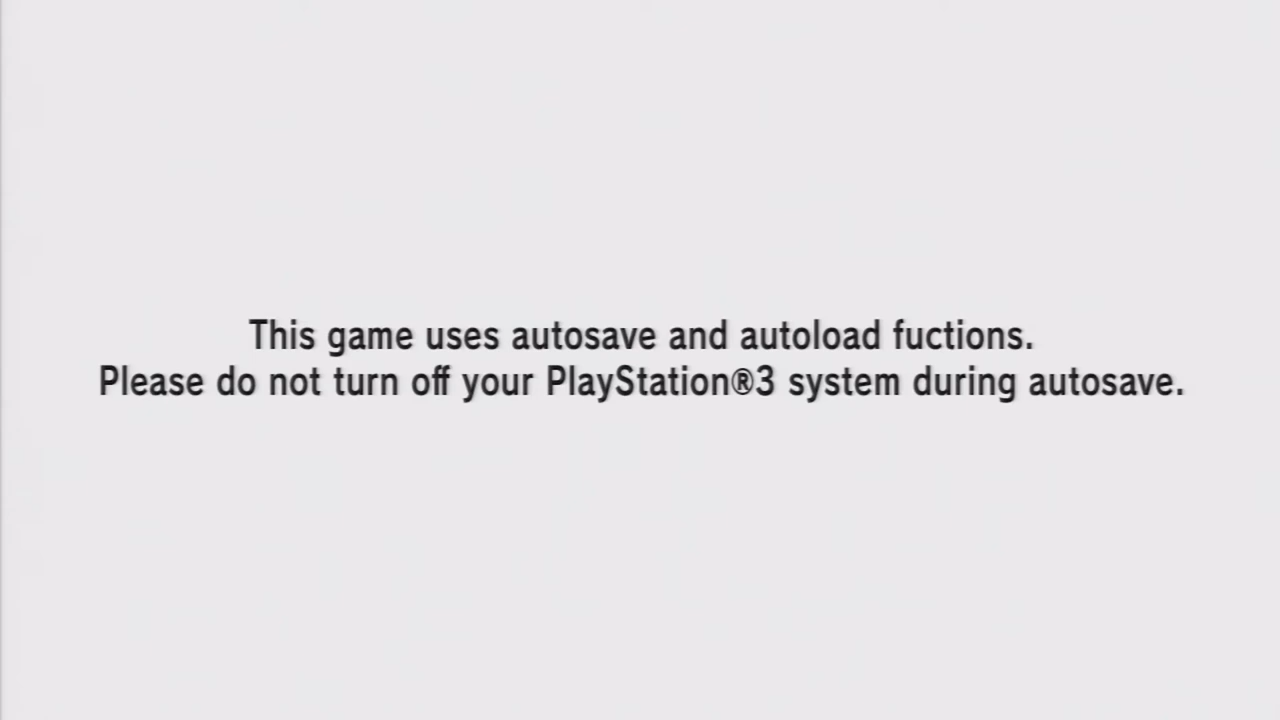 This game uses autosave and autoload fuctions.
Please do not turn off your PlayStation®3 system during autosave.